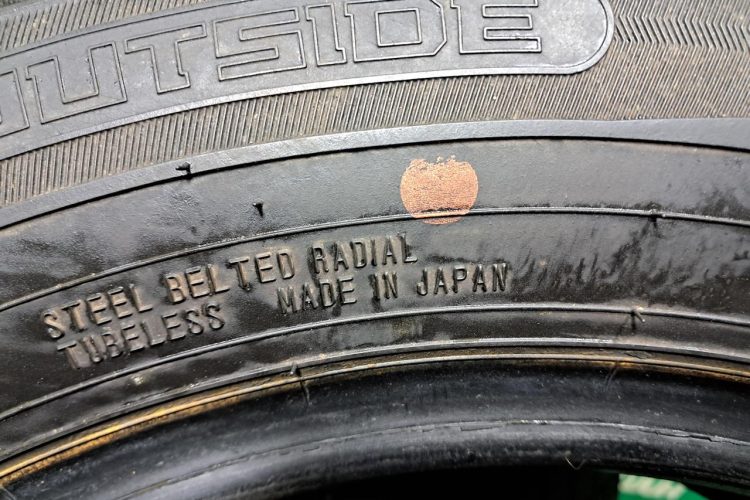 OUTSIDE
STEEL BELTED RADIAL
TUBELESS MADE IN JAPAN